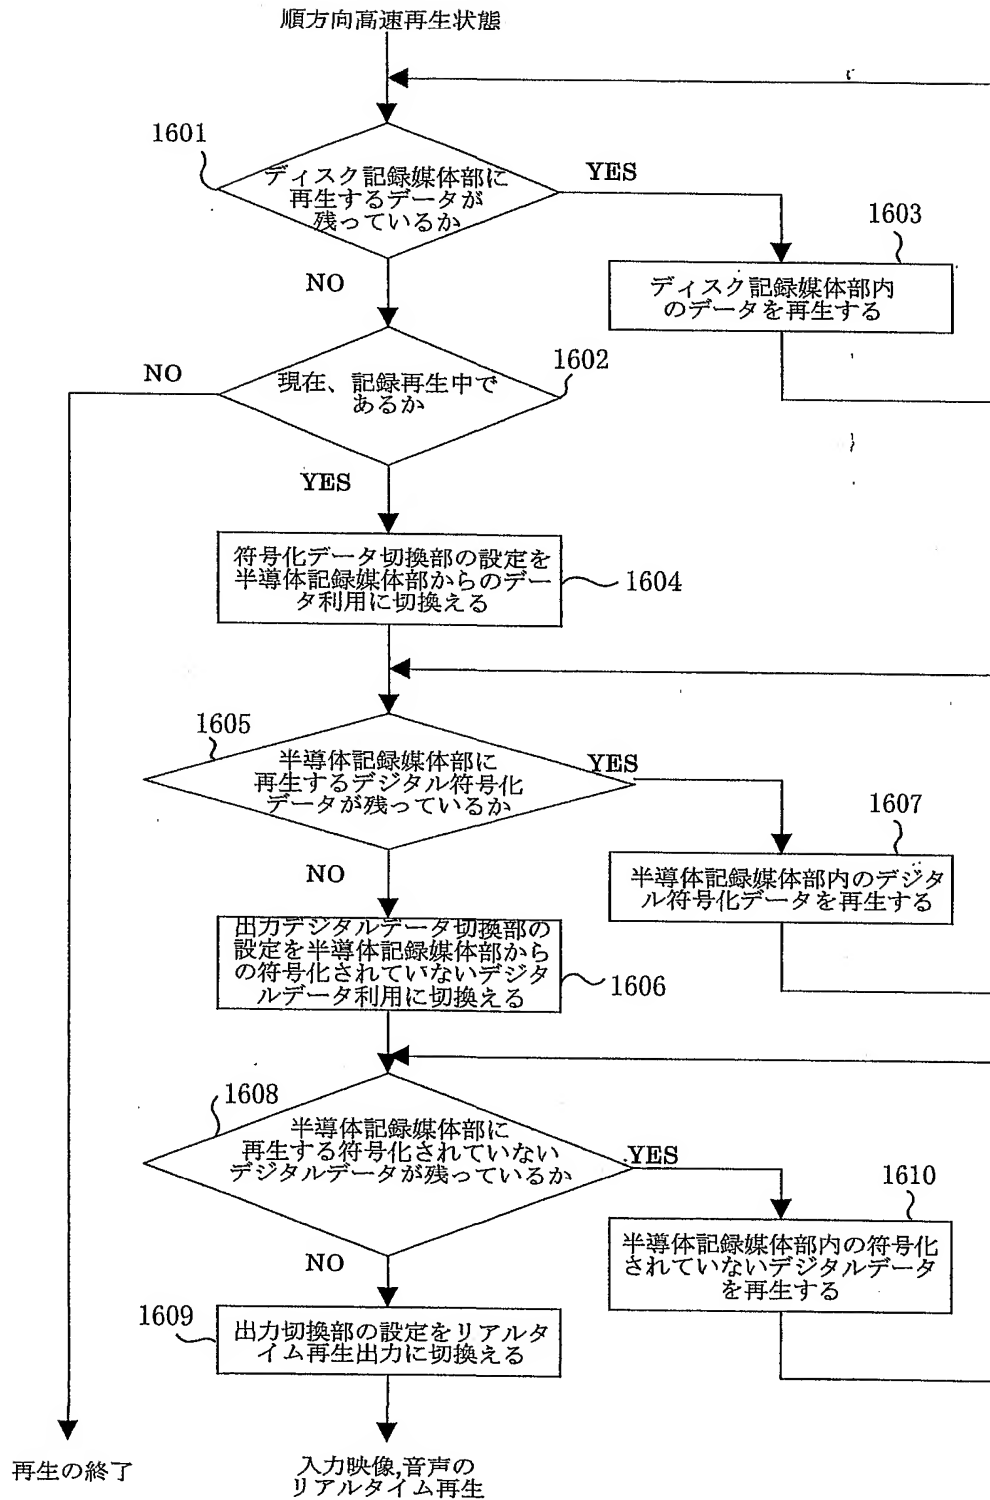 順方向高速再生状態
1601
ディスク記録媒体部に
再生するデータが
残っているか
YES
1603
ディスク記録媒体部内
のデータを再生する
NO
1602
現在、記録再生中で
あるか
NO
YES
符号化データ切換部の設定を
半導体記録媒体部からのデー
タ利用に切換える
1604
1605
半導体記録媒体部に
再生するデジタル符号化
データが残っているか
YES
1607
半導体記録媒体部内のデジタ
ル符号化データを再生する
NO
出力デジタルデータ切換部の
設定を半導体記録媒体部から
の符号化されていないデジタ
ルデータ利用に切換える
1606
1608
半導体記録媒体部に
再生する符号化されていない
デジタルデータが残っているか
YES
1610
半導体記録媒体部内の符号化
されていないデジタルデータ
を再生する
NO
1609
出力切換部の設定をリアルタ
イム再生出力に切換える
再生の終了
入力映像,音声の
リアルタイム再生